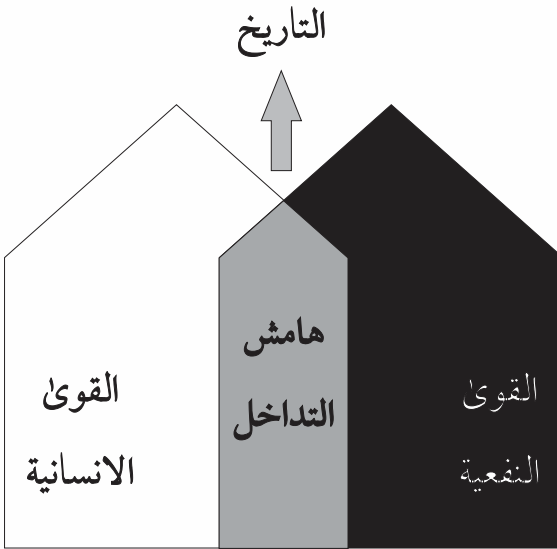 التاريخ
هامش
التداخل
القوىٰ
النفعية
القوىٰ
الانسانية